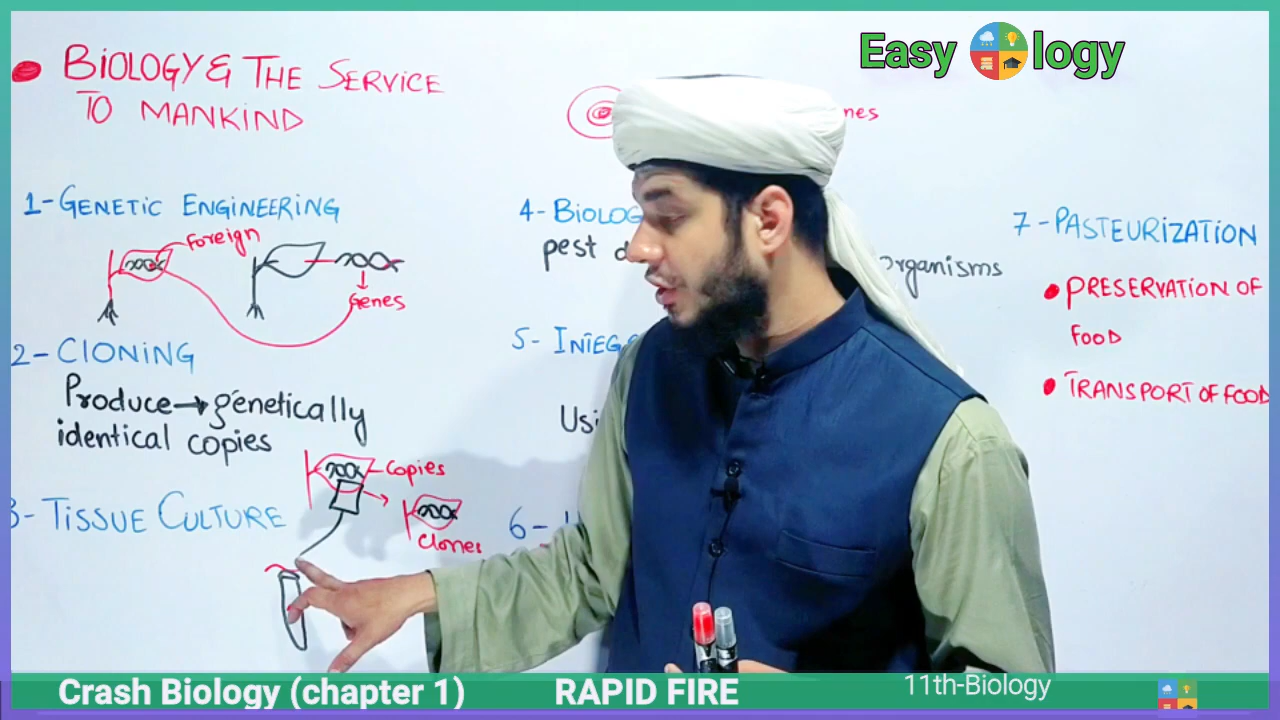 Easy ology
BIOLOGY & THE SERVICE
TO MANKIND
1- GENETIC ENGINEERING
Foreign
Genes
2- CLONING
Produce → genetically
identical copies
Copies
Clones
3- TISSUE CULTURE
nes
4- BIOLOG
pest d
organisms
5- INTEG
Usi
6-
7- PASTEURIZATION
• PRESERVATION OF
FOOD
• TRANSPORT OF FOOD
Crash Biology (chapter 1)
RAPID FIRE
11th-Biology